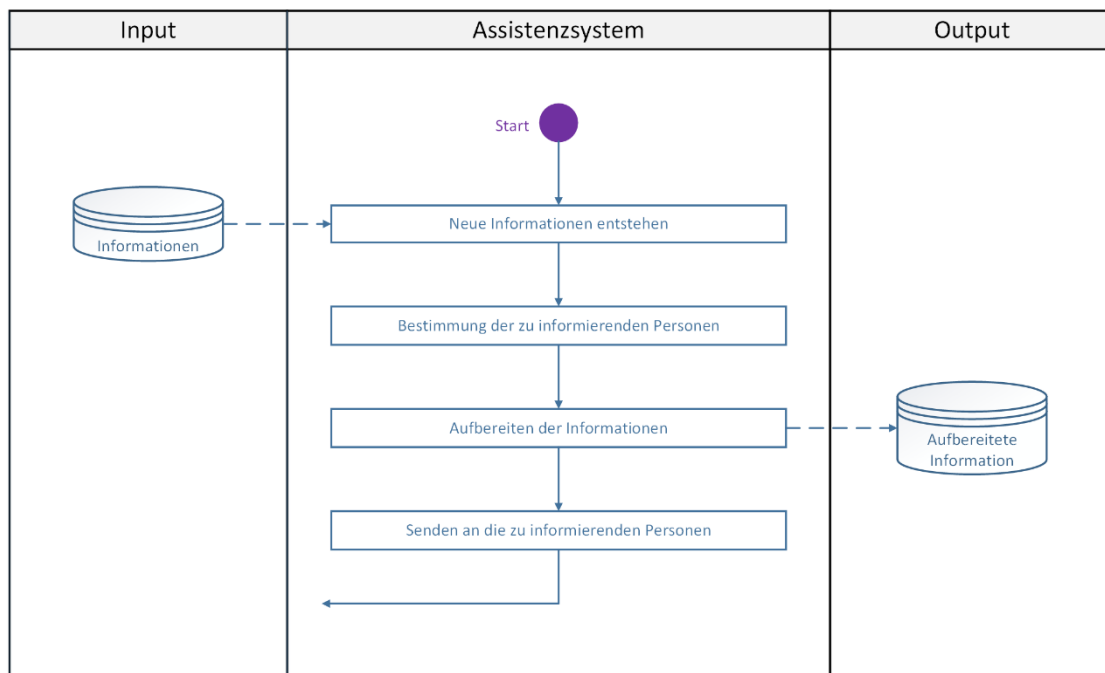 Input
Assistenzsystem
Output
Start
Informationen
Neue Informationen entstehen
Bestimmung der zu informierenden Personen
Aufbereiten der Informationen
Aufbereitete
Information
Senden an die zu informierenden Personen